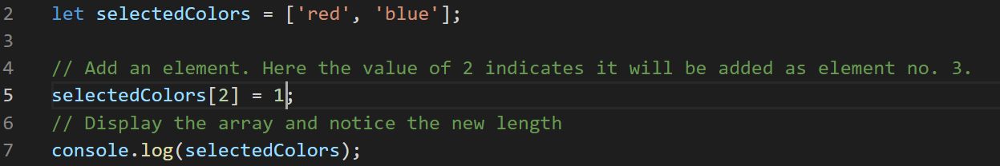 2 let selectedColors = ['red', 'blue'];
3
4 // Add an element. Here the value of 2 indicates it will be added as element no. 3.
5 selectedColors[2] = 1;
6 // Display the array and notice the new length
7 console.log(selectedColors);